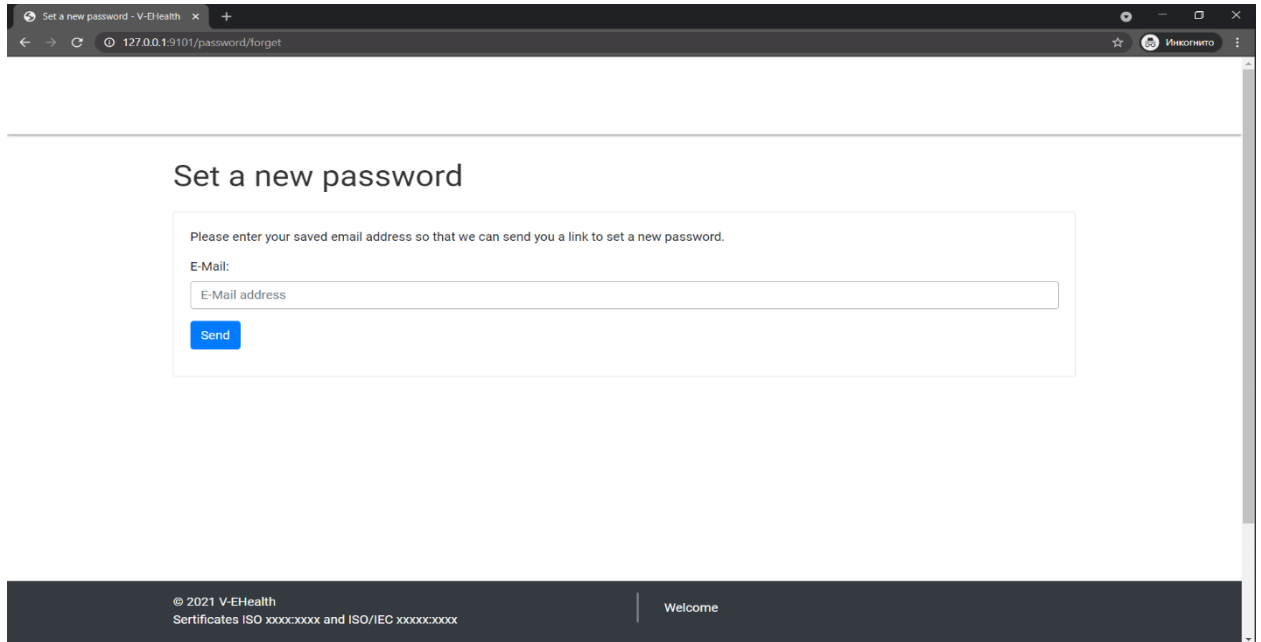 Set a new password - V-EHealth
127.0.0.1:9101/password/forget
Инкогнито
Set a new password
Please enter your saved email address so that we can send you a link to set a new password.
E-Mail:
E-Mail address
Send
© 2021 V-EHealth
Sertificates ISO xxxx:xxxx and ISO/IEC xxxxx:xxxx
Welcome